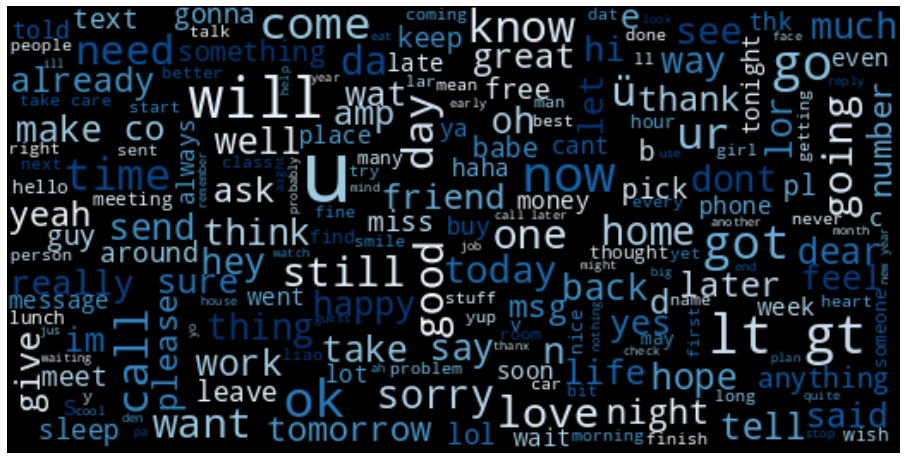 told
text
gonna
talk
come
coming
eat
keep
know
great
hi
dat
e
look
see
face
done
ll
thk
much
even
people
ill
need
something
da
late
lar
mean
free
way
go
reply
already
better
help
year
will
wat
early
man
let
ü
thank
tonight
getting
take care
start
amp
day
oh
best
hour
ur
lor
going
number
make co
right
sent
always
well
place
ya
babe
cant
b
use
girl
next
remember
class
probably
try
many
haha
time
hello
meeting
ask
u
mind
friend
money
now
pick
dont
pl
yeah
send
fine
miss
buy
call later
every
phone
another
never
c
month
guy
think
find
smile
good
job
one
home
got
dear
person
around
hey
watch
still
today
thought
yet
might
big
end
feel
new year
really
sure
back
later
message
please
house
went
happy
stuff
msg
d
name
week
heart
someone
lunch
im
call
yo
thing
guess
yup
v
room
nice
nothing
yes
may
first
lt gt
jus
waiting
give
meet
work
liao
ah
take
say
thanx
problem
n
check
plan
y
leave
lot
soon
car
bit
life
hope
long
anything
quite
s
cool
den
want
ok
sorry
love
night
tell
said
sleep
pa
tomorrow
lol
wait
morning
finish
stop
wish